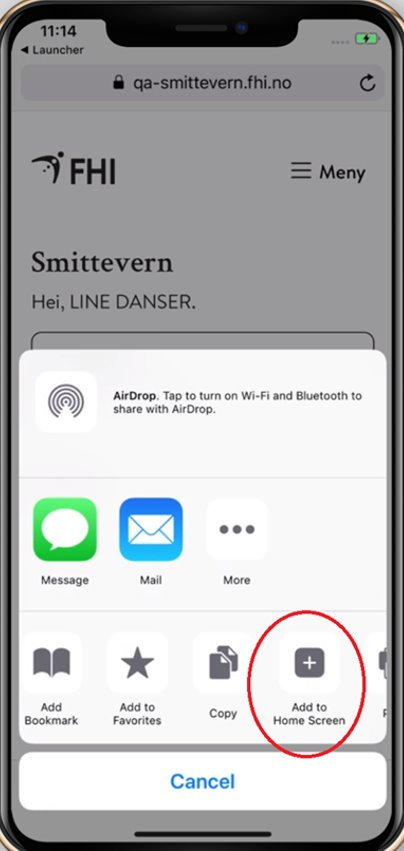 11:14
◀ Launcher
qa-smittevern.fhi.no
FHI
Meny
Smittevern
Hei, LINE DANSER.
AirDrop. Tap to turn on Wi-Fi and Bluetooth to
share with AirDrop.
Message
Mail
More
Add
Bookmark
Add to
Favorites
Copy
Add to
Home Screen
Cancel